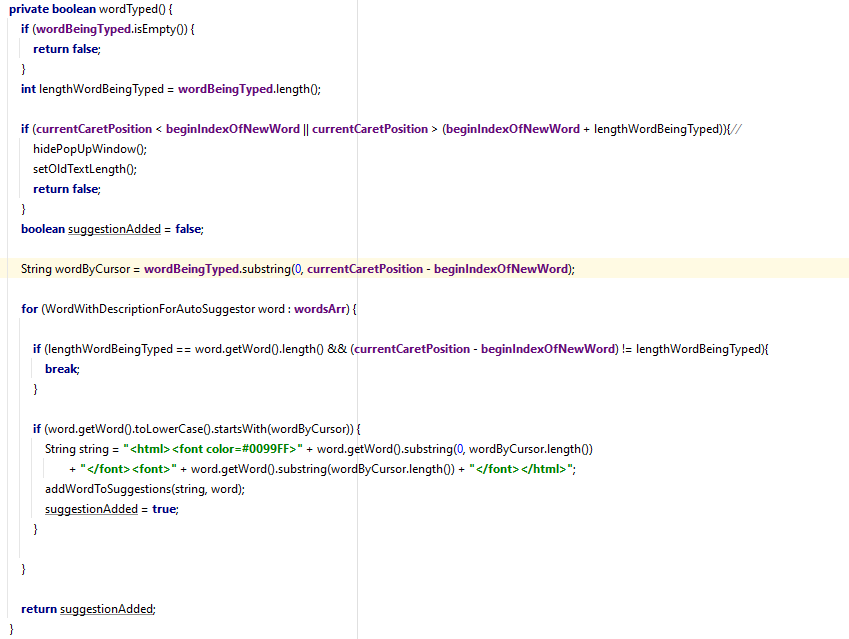 private boolean wordTyped() {
if (wordBeingTyped.isEmpty()) {
return false;
}
int lengthWordBeingTyped = wordBeingTyped.length();
if (currentCaretPosition < beginIndexOfNewWord || currentCaretPosition > (beginIndexOfNewWord + lengthWordBeingTyped)){//
hidePopUpWindow();
setOldTextLength();
return false;
}
boolean suggestionAdded = false;
String wordByCursor = wordBeingTyped.substring(0, currentCaretPosition - beginIndexOfNewWord);
for (WordWithDescriptionForAutoSuggestor word : wordsArr) {
if (lengthWordBeingTyped == word.getWord().length() && (currentCaretPosition - beginIndexOfNewWord) != lengthWordBeingTyped){
break;
}
if (word.getWord().toLowerCase().startsWith(wordByCursor)) {
String string = "<html><font color=#0099FF>" + word.getWord().substring(0, wordByCursor.length())
+ "</font><font>" + word.getWord().substring(wordByCursor.length()) + "</font></html>";
addWordToSuggestions(string, word);
suggestionAdded = true;
}
}
return suggestionAdded;
}